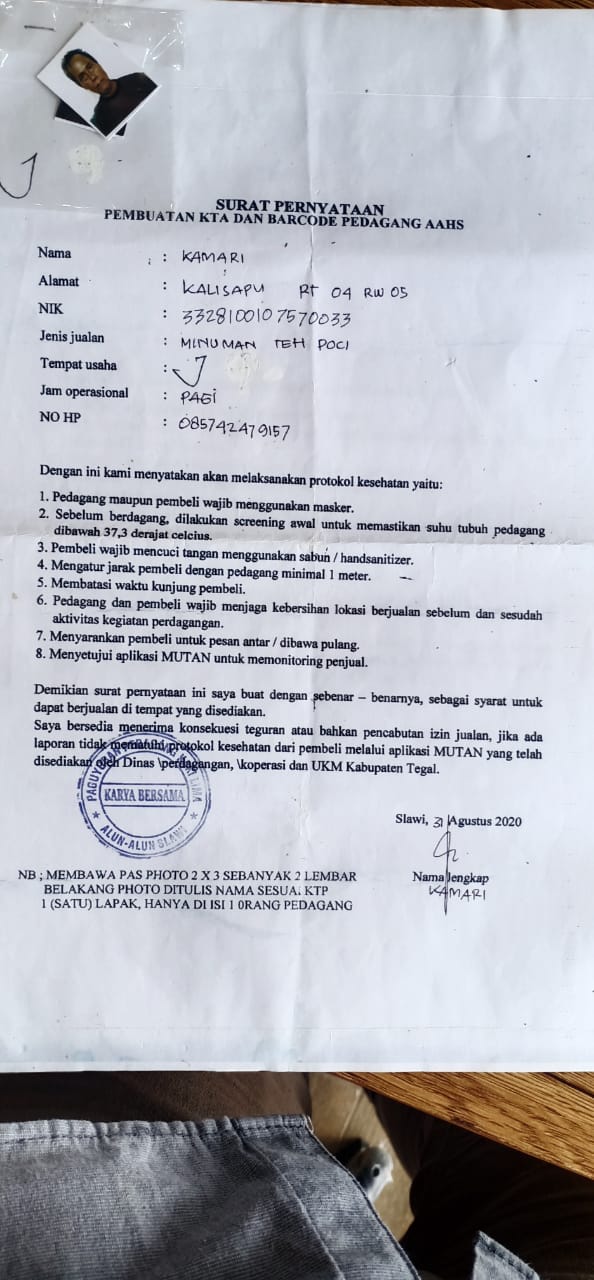 SURAT PERNYATAAN
PEMBUATAN KTA DAN BARCODE PEDAGANG AAHS
Nama : KAMARI
Alamat : KALISAPU RT 04 RW 05
NIK : 3328100107570033
Jenis jualan : MINUMAN TEH POCI
Tempat usaha :
Jam operasional : PAGI
NO HP : 085742479157
Dengan ini kami menyatakan akan melaksanakan protokol kesehatan yaitu:
1. Pedagang maupun pembeli wajib menggunakan masker.
2. Sebelum berdagang, dilakukan screening awal untuk memastikan suhu tubuh pedagang
dibawah 37,3 derajat celcius.
3. Pembeli wajib mencuci tangan menggunakan sabun / handsanitizer.
4. Mengatur jarak pembeli dengan pedagang minimal 1 meter.
5. Membatasi waktu kunjung pembeli.
6. Pedagang dan pembeli wajib menjaga kebersihan lokasi berjualan sebelum dan sesudah
aktivitas kegiatan perdagangan.
7. Menyarankan pembeli untuk pesan antar / dibawa pulang.
8. Menyetujui aplikasi MUTAN untuk memonitoring penjual.
Demikian surat pernyataan ini saya buat dengan sebenar – benarnya, sebagai syarat untuk
dapat berjualan di tempat yang disediakan.
Saya bersedia menerima konsekuesi teguran atau bahkan pencabutan izin jualan, jika ada
laporan tidak mematuhi protokol kesehatan dari pembeli melalui aplikasi MUTAN yang telah
disediakan oleh Dinas \perdagangan, \koperasi dan UKM Kabupaten Tegal.
KARYA BERSAMA
ALUN-ALUN SLAWI
Slawi, 31 Agustus 2020
Nama lengkap
KAMARI
NB ; MEMBAWA PAS PHOTO 2 X 3 SEBANYAK 2 LEMBAR
BELAKANG PHOTO DITULIS NAMA SESUAI KTP
1 (SATU) LAPAK, HANYA DI ISI 1 0RANG PEDAGANG